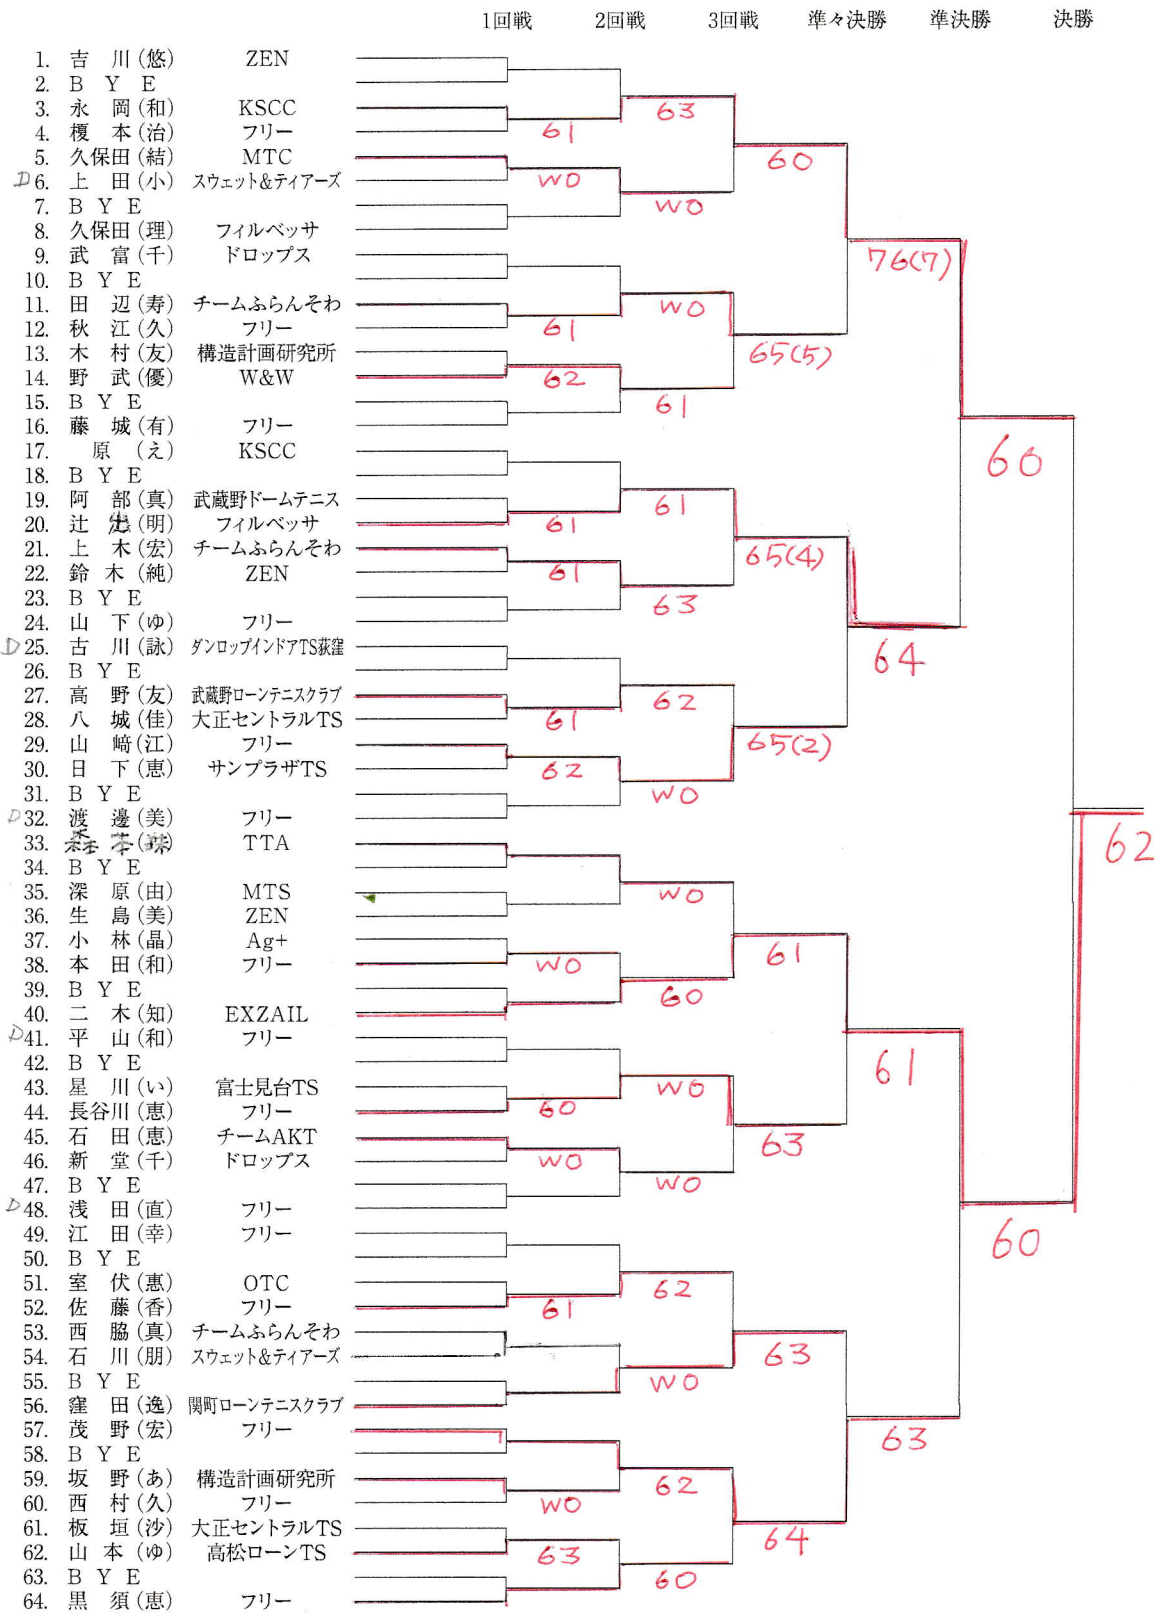 1回戦 2回戦 3回戦 準々決勝 準決勝 決勝
1. 吉 川(悠) ZEN
2. B Y E
3. 永 岡(和) KSCC
4. 榎 本(治) フリー
5. 久保田(結) MTC
D 6. 上 田(小) スウェット&ティアーズ
7. B Y E
8. 久保田(理) フィルベッサ
9. 武 富(千) ドロップス
10. B Y E
11. 田 辺(寿) チームふらんそわ
12. 秋 江(久) フリー
13. 木 村(友) 構造計画研究所
14. 野 武(優) W&W
15. B Y E
16. 藤 城(有) フリー
17. 原 (え) KSCC
18. B Y E
19. 阿 部(真) 武蔵野ドームテニス
20. 辻 (明) フィルベッサ
21. 上 木(宏) チームふらんそわ
22. 鈴 木(純) ZEN
23. B Y E
24. 山 下(ゆ) フリー
D 25. 古 川(詠) ダンロップインドアTS荻窪
26. B Y E
27. 高 野(友) 武蔵野ローンテニスクラブ
28. 八 城(佳) 大正セントラルTS
29. 山 﨑(江) フリー
30. 日 下(恵) サンプラザTS
31. B Y E
D 32. 渡 邊(美) フリー
33. TTA
34. B Y E
35. 深 原(由) MTS
36. 生 島(美) ZEN
37. 小 林(晶) Ag+
38. 本 田(和) フリー
39. B Y E
40. 二 木(知) EXZAIL
D 41. 平 山(和) フリー
42. B Y E
43. 星 川(い) 富士見台TS
44. 長谷川(恵) フリー
45. 石 田(恵) チームAKT
46. 新 堂(千) ドロップス
47. B Y E
D 48. 浅 田(直) フリー
49. 江 田(幸) フリー
50. B Y E
51. 室 伏(恵) OTC
52. 佐 藤(香) フリー
53. 西 脇(真) チームふらんそわ
54. 石 川(朋) スウェット&ティアーズ
55. B Y E
56. 窪 田(逸) 関町ローンテニスクラブ
57. 茂 野(宏) フリー
58. B Y E
59. 坂 野(あ) 構造計画研究所
60. 西 村(久) フリー
61. 板 垣(沙) 大正セントラルTS
62. 山 本(ゆ) 高松ローンTS
63. B Y E
64. 黒 須(恵) フリー
61
WO
61
62
61
61
61
62
WO
60
WO
61
WO
63
63
WO
WO
61
61
63
62
WO
WO
60
WO
WO
62
WO
62
60
60
65(5)
65(4)
65(2)
61
63
63
64
76(7)
64
61
63
60
60
62